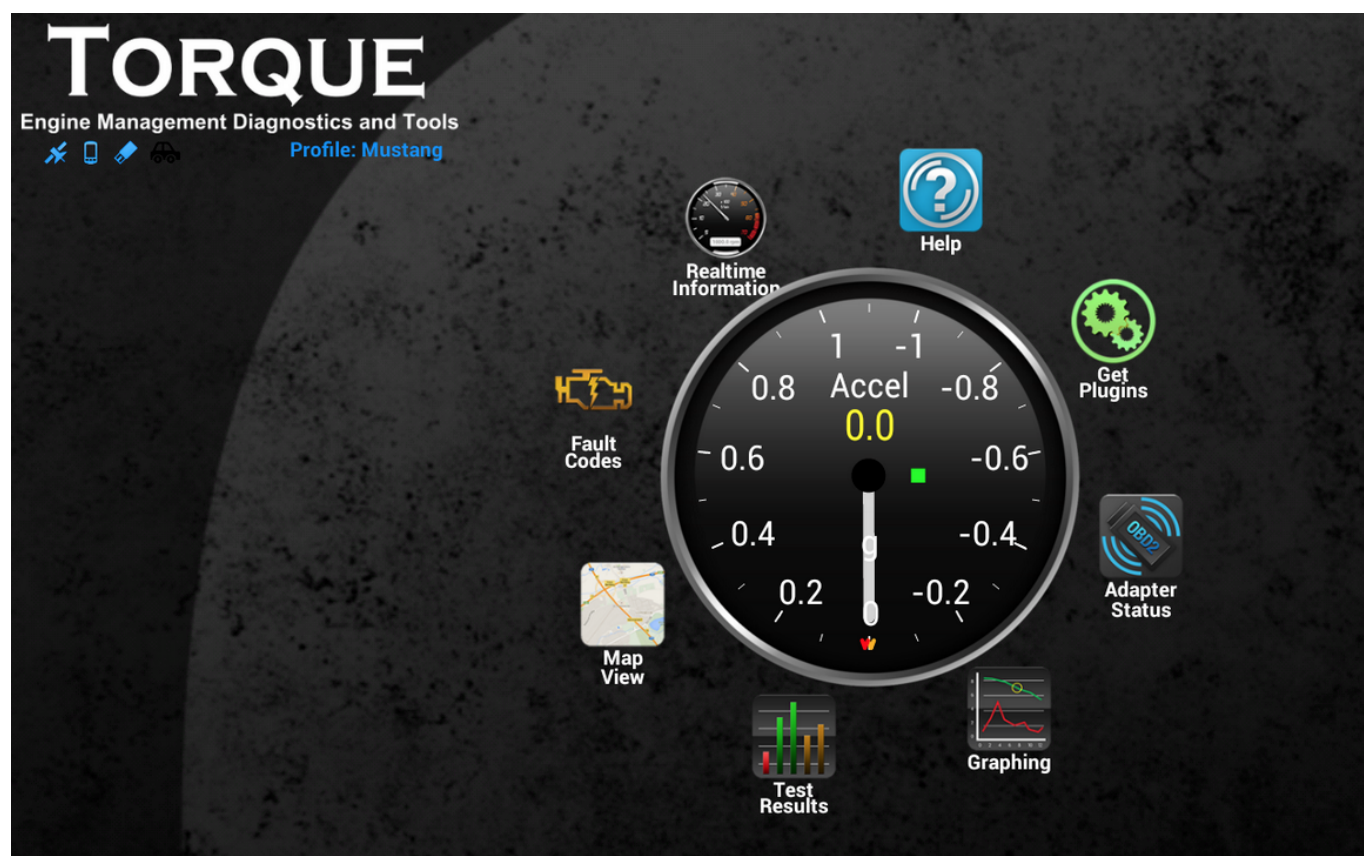 TORQUE
Engine Management Diagnostics and Tools
Profile: Mustang
Help
Realtime
Information
Get
Plugins
1
-1
0.8
Accel
-0.8
0.0
0.6
-0.6
Fault
Codes
0.4
g
-0.4
OBD2
0.2
0
-0.2
Adapter
Status
Map
View
Graphing
Test
Results